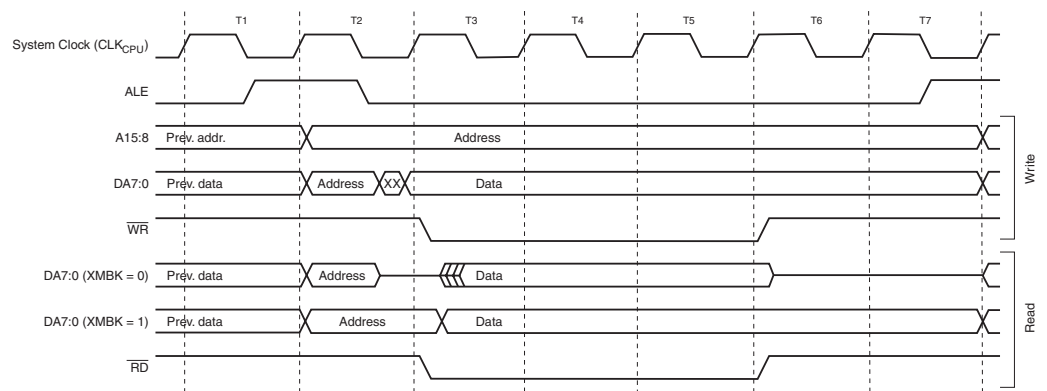 T1 T2 T3 T4 T5 T6 T7
System Clock (CLKCPU)
ALE
A15:8 Prev. addr. Address
DA7:0 Prev. data Address XX Data
WR
Write
DA7:0 (XMBK = 0) Prev. data Address Data
DA7:0 (XMBK = 1) Prev. data Address Data
RD
Read